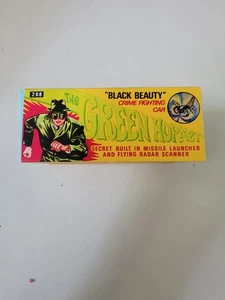 268
"BLACK BEAUTY"
CRIME FIGHTING
CAR
THE
GREEN HORNET
SECRET BUILT IN MISSILE LAUNCHER
AND FLYING RADAR SCANNER